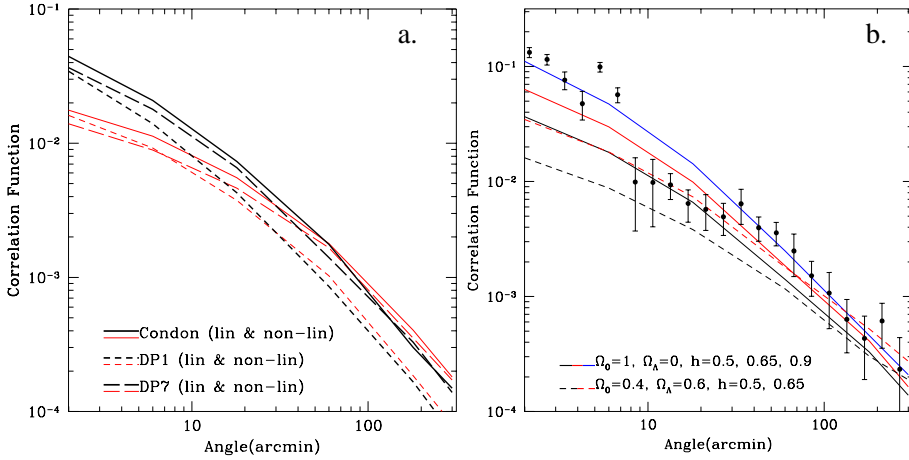 a.
10⁻¹
10⁻²
10⁻³
10⁻⁴
Correlation Function
Condon (lin & non-lin)
DP1 (lin & non-lin)
DP7 (lin & non-lin)
10
100
Angle(arcmin)
b.
10⁻¹
10⁻²
10⁻³
10⁻⁴
Correlation Function
Ω₀=1, Ω_Λ=0, h=0.5, 0.65, 0.9
Ω₀=0.4, Ω_Λ=0.6, h=0.5, 0.65
10
100
Angle(arcmin)